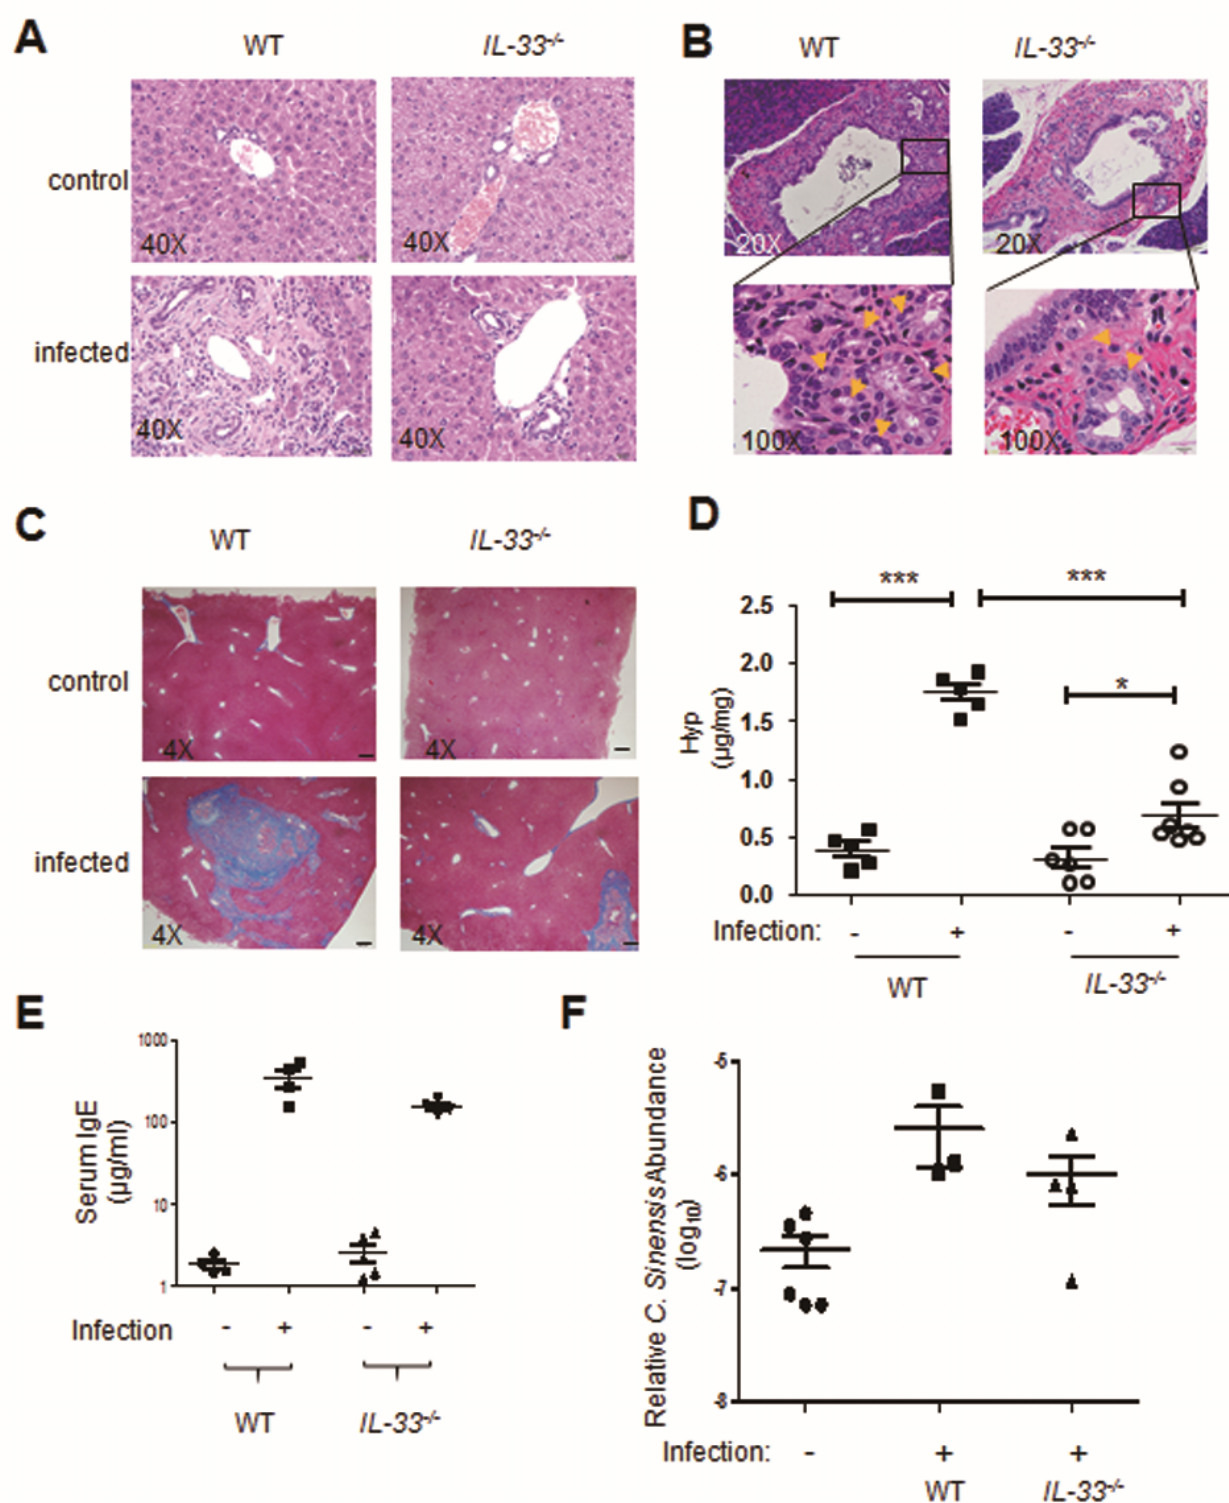 A
WT
IL-33-/-
control
40X
40X
infected
40X
40X
B
WT
IL-33-/-
20X
20X
100X
100X
C
WT
IL-33-/-
control
4X
4X
infected
4X
4X
D
***
***
*
Hyp
(µg/mg)
2.5
2.0
1.5
1.0
0.5
0.0
Infection: - + - +
WT
IL-33-/-
E
Serum IgE
(µg/ml)
1000
100
10
1
Infection - + - +
WT
IL-33-/-
F
Relative C. Sinensis Abundance
(log10)
-5
-6
-7
-8
Infection: - + +
WT
IL-33-/-